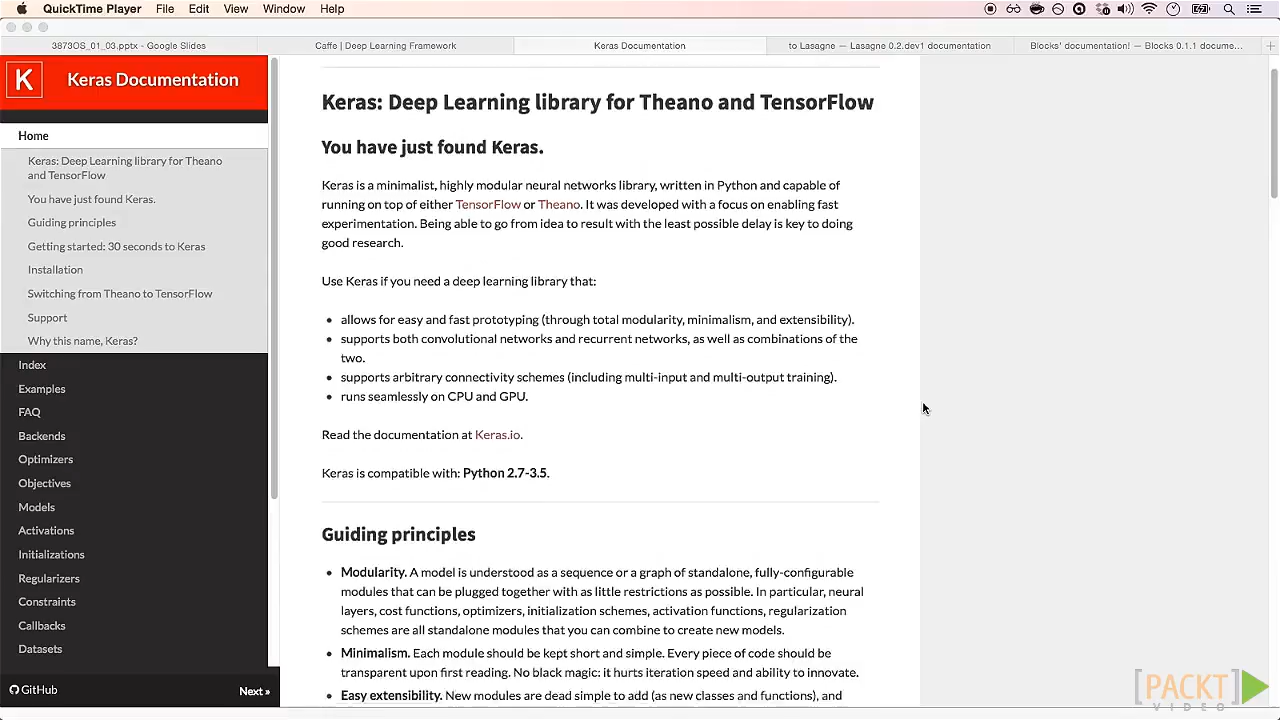 QuickTime Player File Edit View Window Help
3873OS_01_03.pptx - Google Slides
Caffe | Deep Learning Framework
Keras Documentation
to Lasagne — Lasagne 0.2.dev1 documentation
Blocks' documentation! — Blocks 0.1.1 docume...
K
Keras Documentation
Home
Keras: Deep Learning library for Theano
and TensorFlow
You have just found Keras.
Guiding principles
Getting started: 30 seconds to Keras
Installation
Switching from Theano to TensorFlow
Support
Why this name, Keras?
Index
Examples
FAQ
Backends
Optimizers
Objectives
Models
Activations
Initializations
Regularizers
Constraints
Callbacks
Datasets
GitHub
Next »
Keras: Deep Learning library for Theano and TensorFlow
You have just found Keras.
Keras is a minimalist, highly modular neural networks library, written in Python and capable of
running on top of either TensorFlow or Theano. It was developed with a focus on enabling fast
experimentation. Being able to go from idea to result with the least possible delay is key to doing
good research.
Use Keras if you need a deep learning library that:
• allows for easy and fast prototyping (through total modularity, minimalism, and extensibility).
• supports both convolutional networks and recurrent networks, as well as combinations of the
two.
• supports arbitrary connectivity schemes (including multi-input and multi-output training).
• runs seamlessly on CPU and GPU.
Read the documentation at Keras.io.
Keras is compatible with: Python 2.7-3.5.
Guiding principles
• Modularity. A model is understood as a sequence or a graph of standalone, fully-configurable
modules that can be plugged together with as little restrictions as possible. In particular, neural
layers, cost functions, optimizers, initialization schemes, activation functions, regularization
schemes are all standalone modules that you can combine to create new models.
• Minimalism. Each module should be kept short and simple. Every piece of code should be
transparent upon first reading. No black magic: it hurts iteration speed and ability to innovate.
• Easy extensibility. New modules are dead simple to add (as new classes and functions), and
PACKT
VIDEO